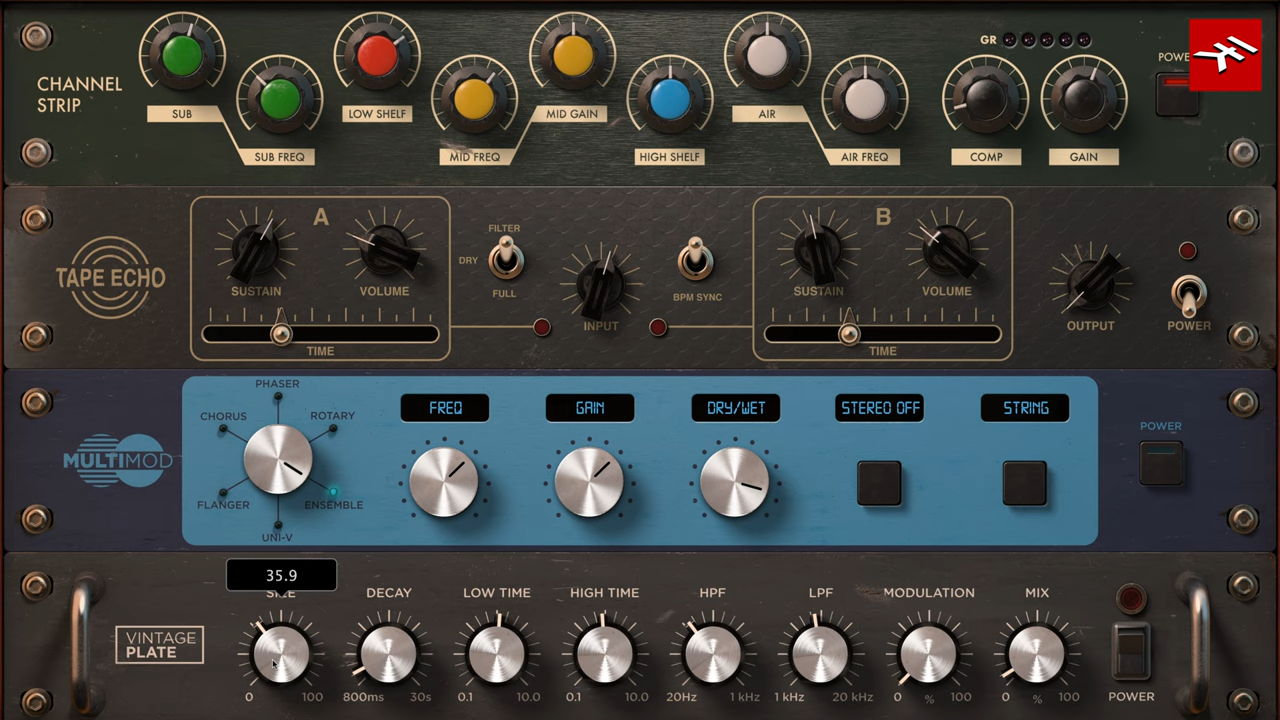 CHANNEL
STRIP
SUB
SUB FREQ
LOW SHELF
MID FREQ
MID GAIN
HIGH SHELF
AIR
AIR FREQ
GR
COMP
GAIN
POWE
TAPE ECHO
A
SUSTAIN
VOLUME
TIME
FILTER
DRY
FULL
INPUT
BPM SYNC
B
SUSTAIN
VOLUME
TIME
OUTPUT
POWER
MULTIMOD
PHASER
CHORUS
ROTARY
FLANGER
ENSEMBLE
UNI-V
FREQ
GAIN
DRY/WET
STEREO OFF
STRING
POWER
VINTAGE
PLATE
35.9
SIZE
0 100
DECAY
800ms 30s
LOW TIME
0.1 10.0
HIGH TIME
0.1 10.0
HPF
20Hz 1 kHz
LPF
1 kHz 20 kHz
MODULATION
0 % 100
MIX
0 % 100
POWER